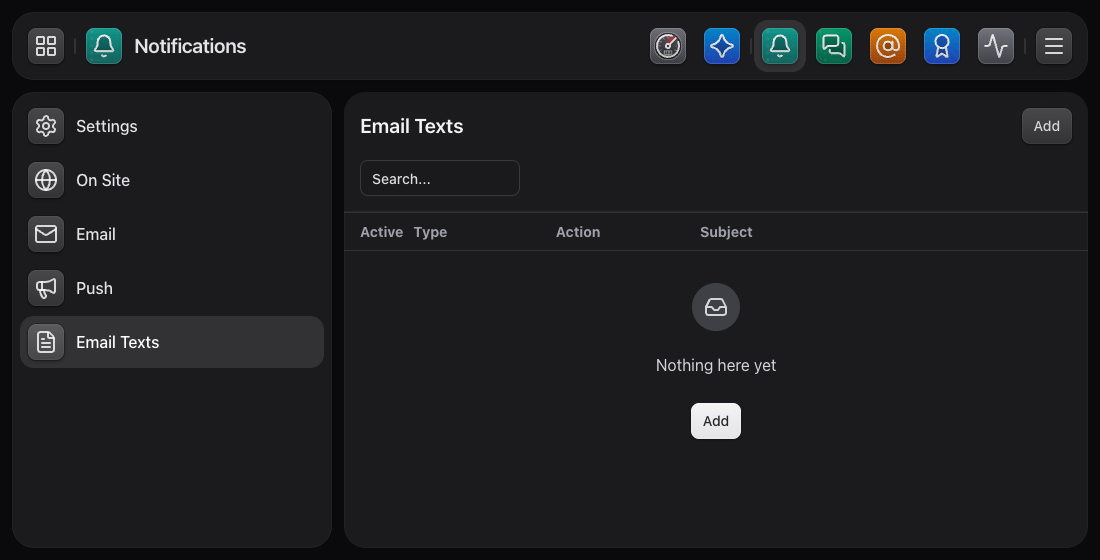 Notifications
Settings
On Site
Email
Push
Email Texts
Email Texts
Add
Search...
Active Type Action Subject
Nothing here yet
Add